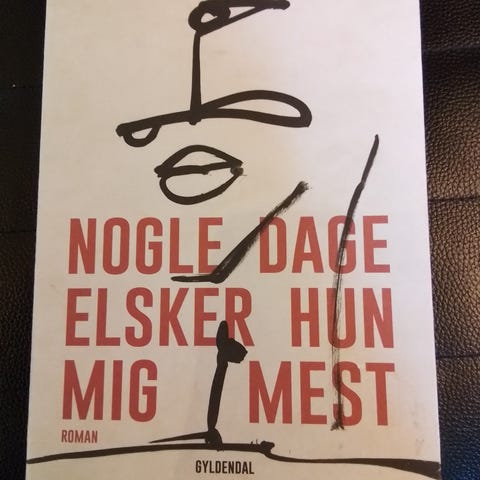 NOGLE DAGE
ELSKER HUN
MIG MEST
ROMAN
GYLDENDAL